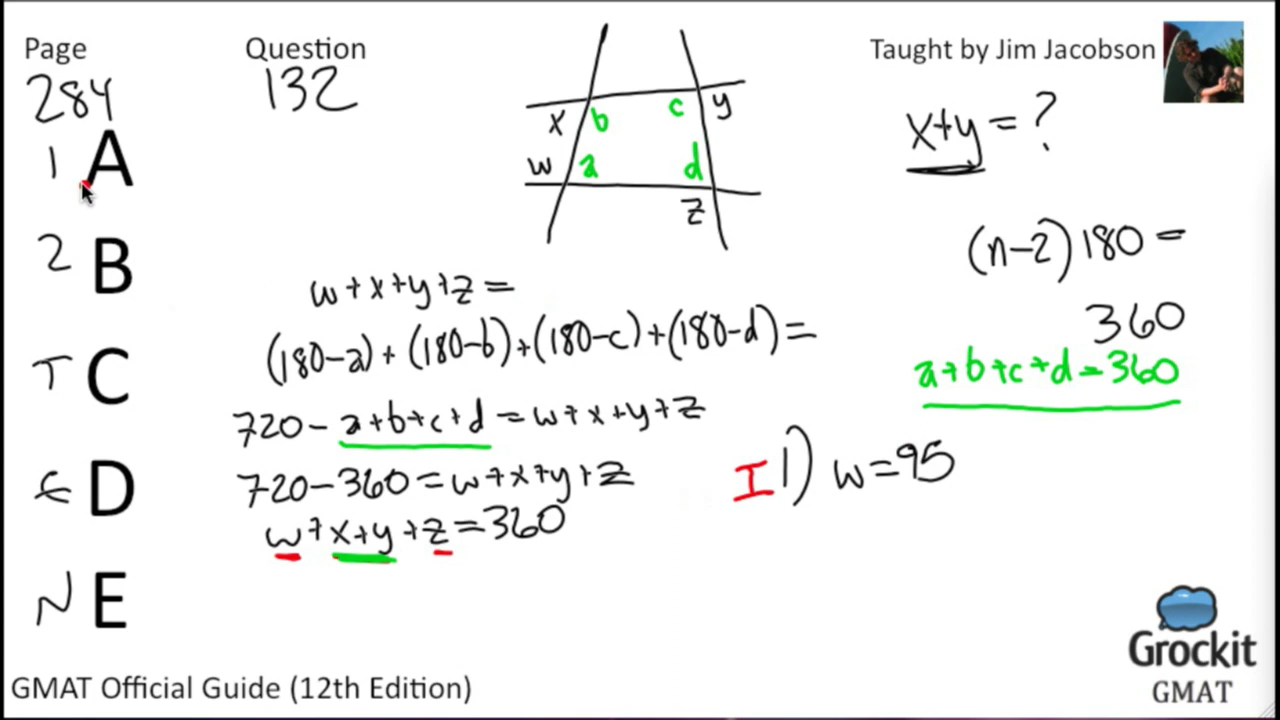 Page
284
Question
132
Taught by Jim Jacobson
x+y=?
1 A
2 B
T C
E D
N E
x b c y
w a d
z
(n-2)180=
360
a+b+c+d=360
w+x+y+z=
(180-a)+(180-b)+(180-c)+(180-d)=
720-a+b+c+d=w+x+y+z
720-360=w+x+y+z
w+x+y+z=360
I 1) w=95
Grockit
GMAT
GMAT Official Guide (12th Edition)